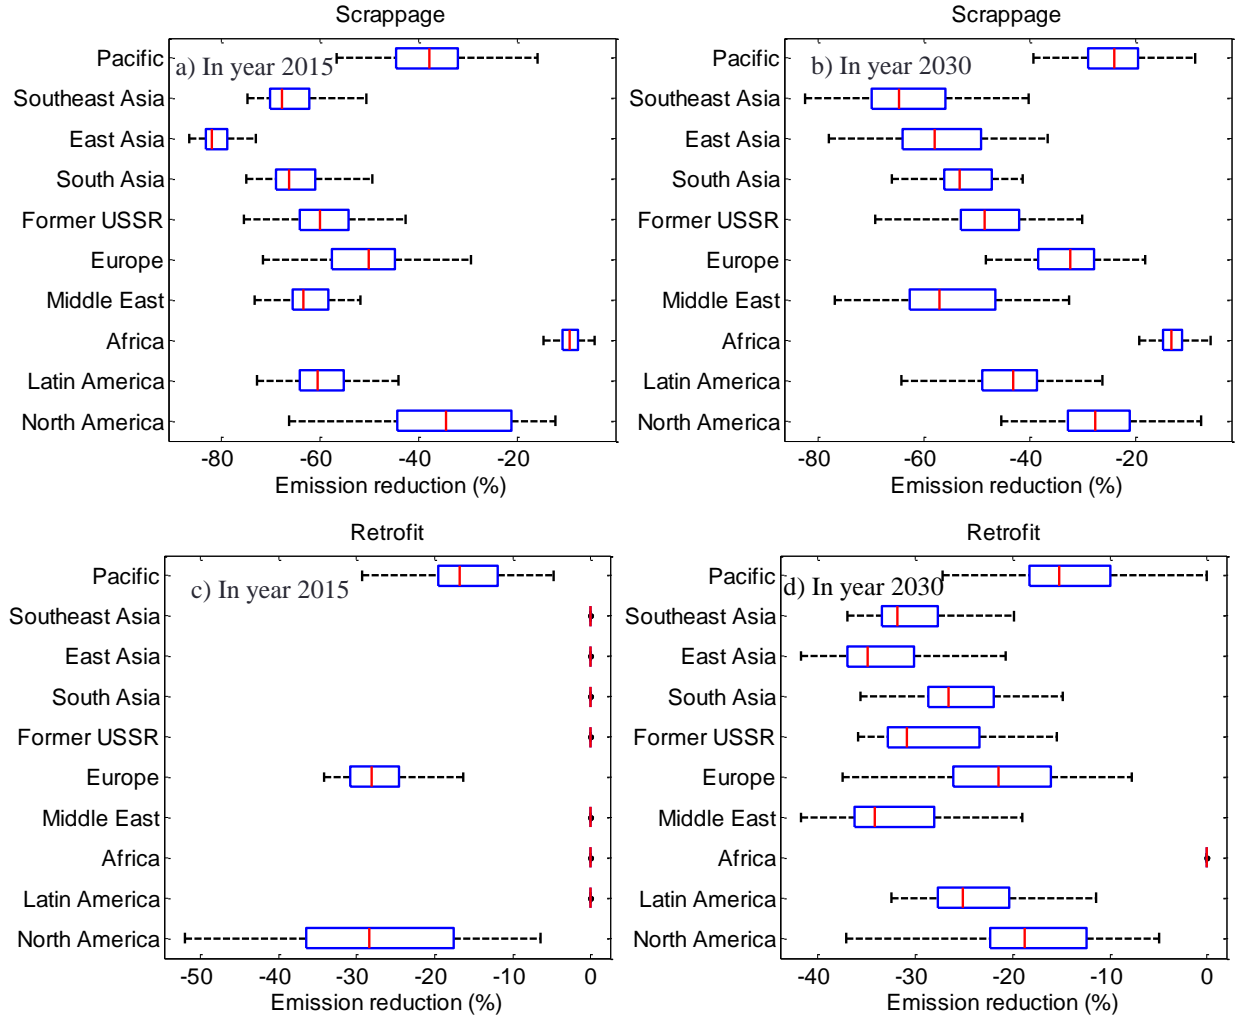 Scrappage
a) In year 2015
Pacific
Southeast Asia
East Asia
South Asia
Former USSR
Europe
Middle East
Africa
Latin America
North America
-80 -60 -40 -20
Emission reduction (%)
Scrappage
b) In year 2030
Pacific
Southeast Asia
East Asia
South Asia
Former USSR
Europe
Middle East
Africa
Latin America
North America
-80 -60 -40 -20
Emission reduction (%)
Retrofit
c) In year 2015
Pacific
Southeast Asia
East Asia
South Asia
Former USSR
Europe
Middle East
Africa
Latin America
North America
-50 -40 -30 -20 -10 0
Emission reduction (%)
Retrofit
d) In year 2030
Pacific
Southeast Asia
East Asia
South Asia
Former USSR
Europe
Middle East
Africa
Latin America
North America
-40 -30 -20 -10 0
Emission reduction (%)